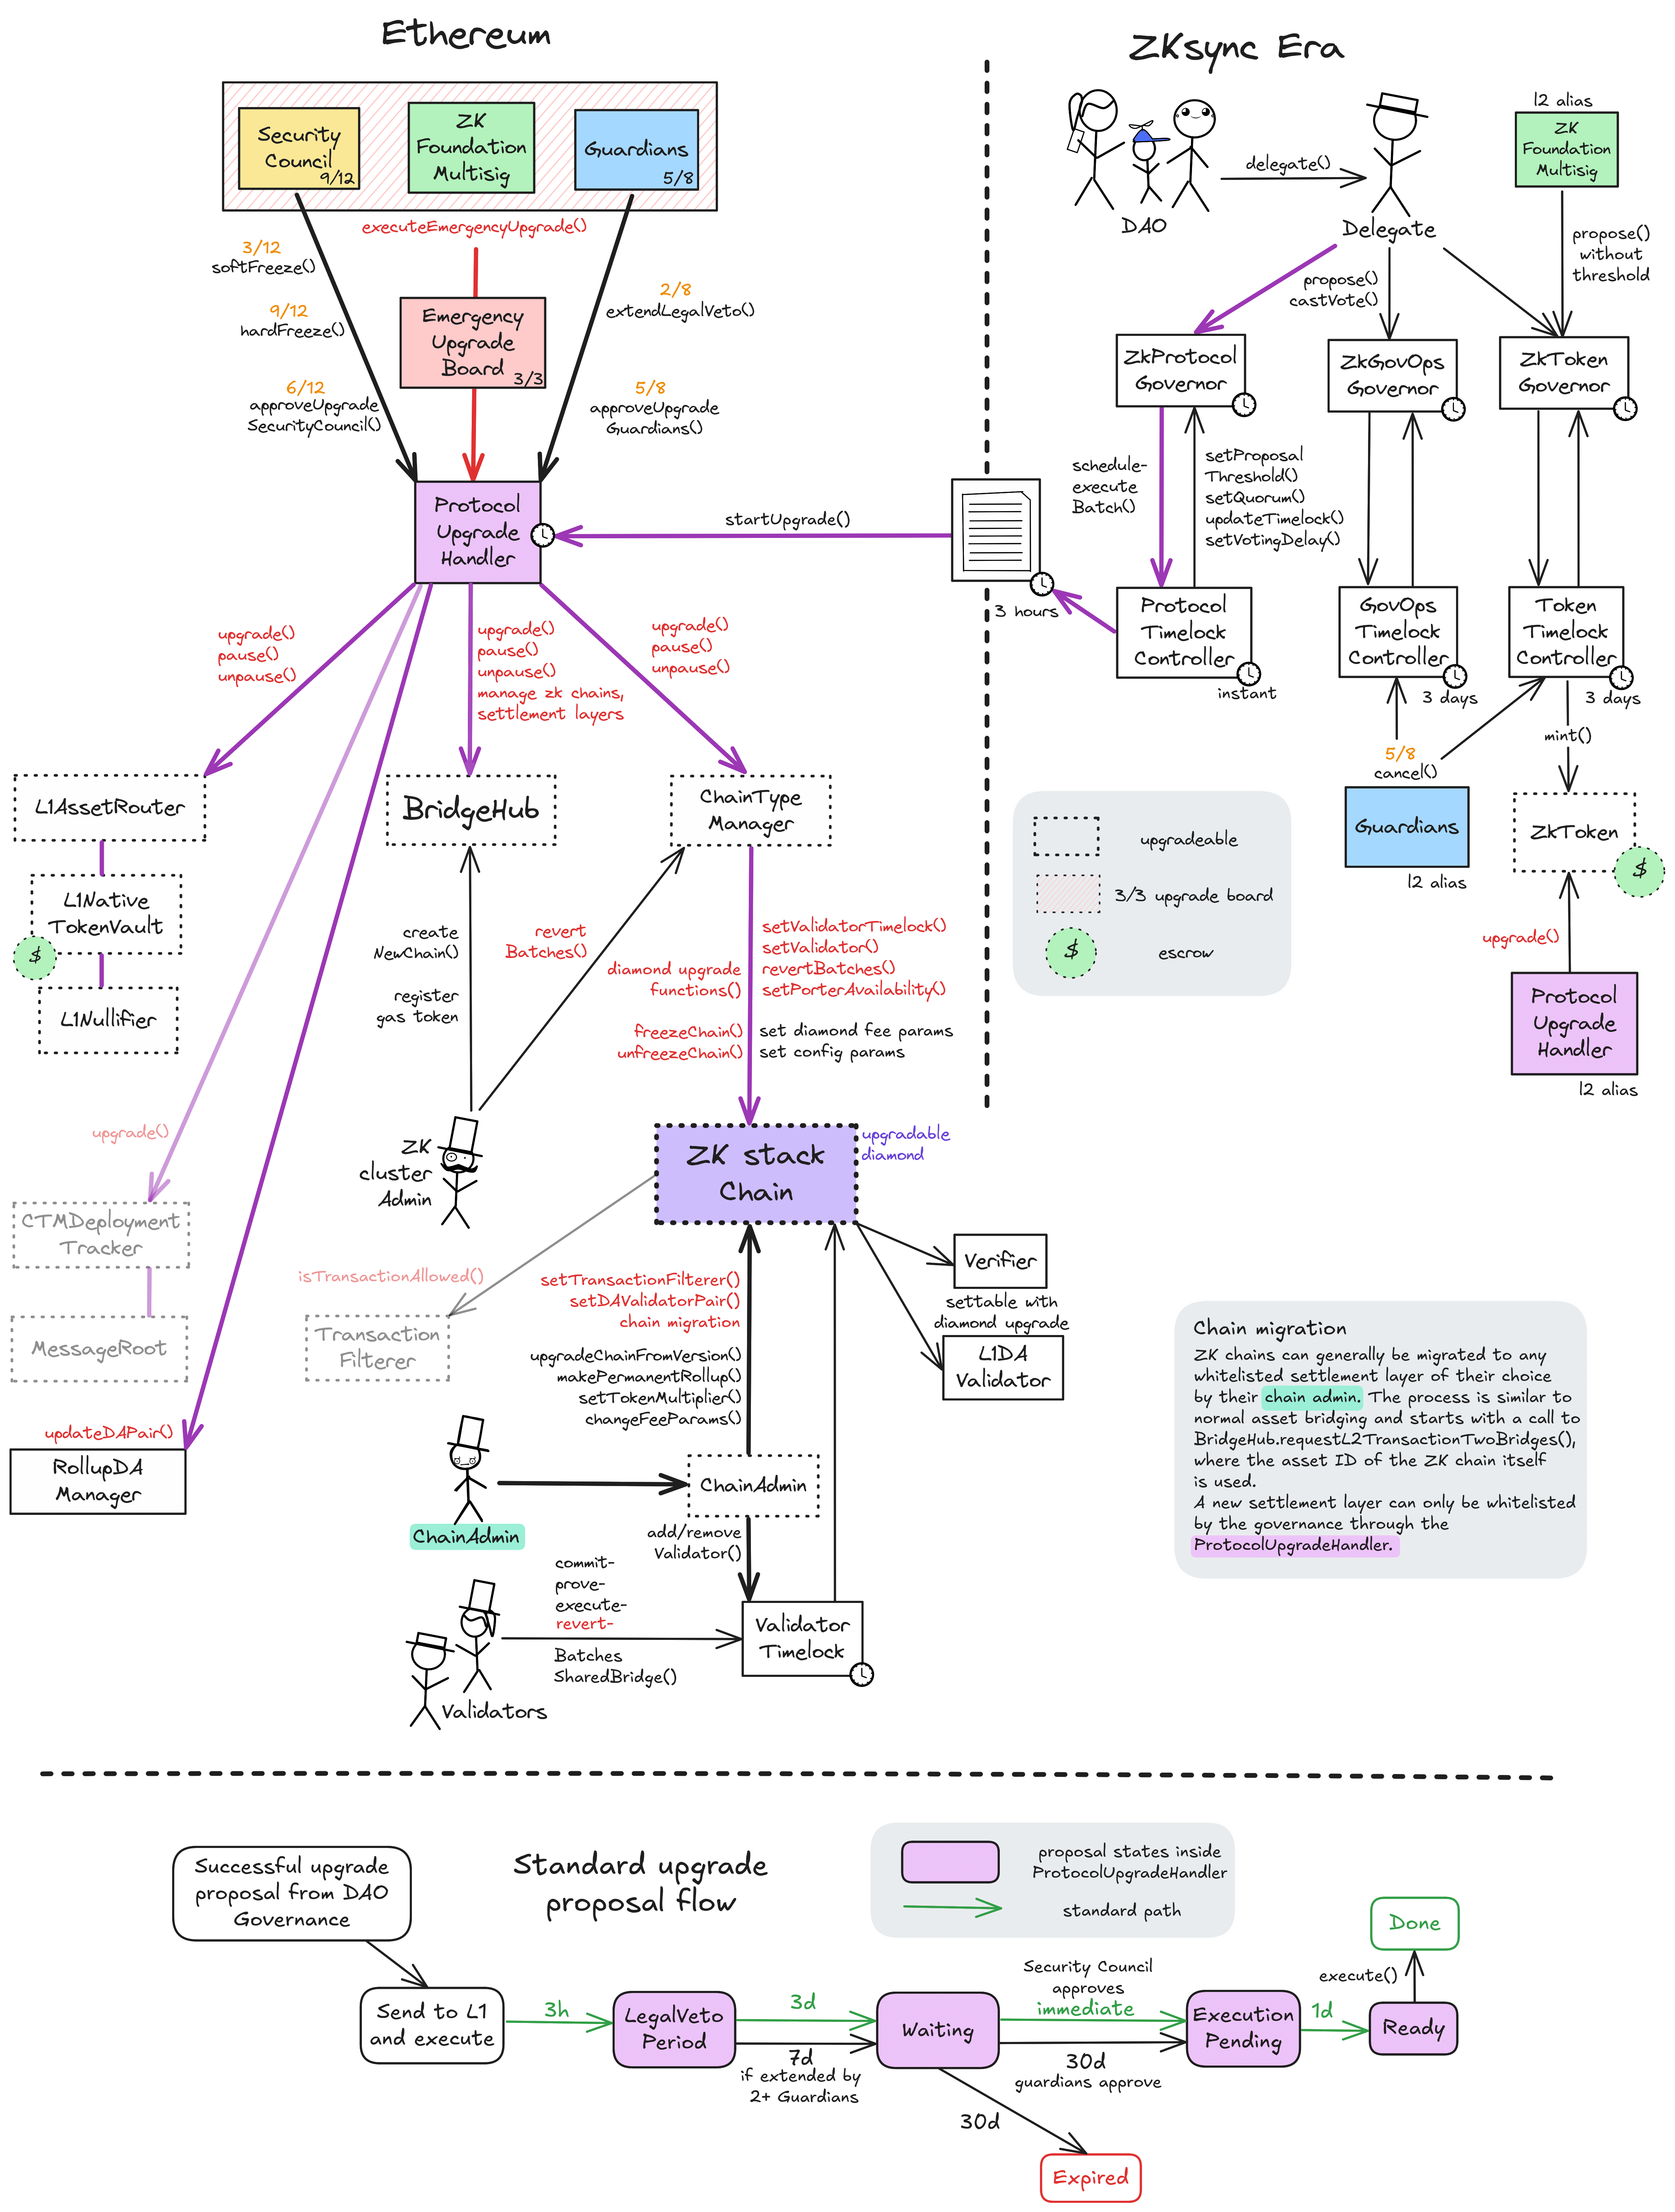 Ethereum
Security
Council
9/12
ZK
Foundation
Multisig
Guardians
5/8
executeEmergencyUpgrade()
3/12
softFreeze()
9/12
hardFreeze()
6/12
approveUpgrade
SecurityCouncil()
Emergency
Upgrade
Board
3/3
2/8
extendLegalVeto()
5/8
approveUpgrade
Guardians()
Protocol
Upgrade
Handler
startUpgrade()
upgrade()
pause()
unpause()
upgrade()
pause()
unpause()
manage zk chains,
settlement layers
upgrade()
pause()
unpause()
L1AssetRouter
BridgeHub
ChainType
Manager
L1Native
TokenVault
$
L1Nullifier
create
NewChain()
register
gas token
revert
Batches()
diamond upgrade
functions()
freezeChain()
unfreezeChain()
setValidatorTimelock()
setValidator()
revertBatches()
setPorterAvailability()
set diamond fee params
set config params
upgrade()
ZK
cluster
Admin
ZK stack
Chain
upgradable
diamond
CTMDeployment
Tracker
MessageRoot
isTransactionAllowed()
Transaction
Filterer
setTransactionFilterer()
setDAValidatorPair()
chain migration
upgradeChainFromVersion()
makePermanentRollup()
setTokenMultiplier()
changeFeeParams()
Verifier
settable with
diamond upgrade
L1DA
Validator
updateDAPair()
RollupDA
Manager
ChainAdmin
ChainAdmin
add/remove
Validator()
commit-
prove-
execute-
revert-
Batches
SharedBridge()
Validator
Timelock
Validators
ZKsync Era
DAO
delegate()
Delegate
l2 alias
ZK
Foundation
Multisig
propose()
without
threshold
propose()
castVote()
ZkProtocol
Governor
ZkGovOps
Governor
ZkToken
Governor
schedule-
execute
Batch()
setProposal
Threshold()
setQuorum()
updateTimelock()
setVotingDelay()
3 hours
Protocol
Timelock
Controller
instant
GovOps
Timelock
Controller
3 days
Token
Timelock
Controller
3 days
5/8
cancel()
mint()
Guardians
l2 alias
ZkToken
$
upgrade()
Protocol
Upgrade
Handler
l2 alias
upgradeable
3/3 upgrade board
$
escrow
Chain migration
ZK chains can generally be migrated to any
whitelisted settlement layer of their choice
by their chain admin. The process is similar to
normal asset bridging and starts with a call to
BridgeHub.requestL2TransactionTwoBridges(),
where the asset ID of the ZK chain itself
is used.
A new settlement layer can only be whitelisted
by the governance through the
ProtocolUpgradeHandler.
Standard upgrade
proposal flow
proposal states inside
ProtocolUpgradeHandler
standard path
Successful upgrade
proposal from DAO
Governance
Send to L1
and execute
3h
LegalVeto
Period
3d
7d
if extended by
2+ Guardians
Waiting
Security Council
approves
immediate
30d
guardians approve
30d
Expired
Execution
Pending
1d
Ready
execute()
Done